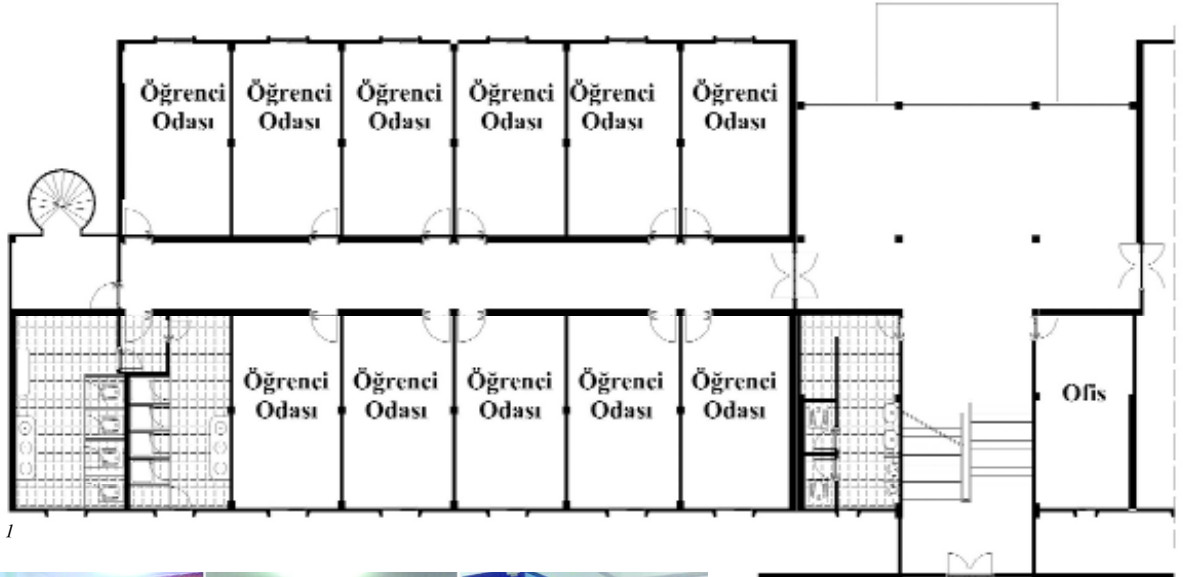 Öğrenci
Odası
Öğrenci
Odası
Öğrenci
Odası
Öğrenci
Odası
Öğrenci
Odası
Öğrenci
Odası
Öğrenci
Odası
Öğrenci
Odası
Öğrenci
Odası
Öğrenci
Odası
Öğrenci
Odası
Ofis
1